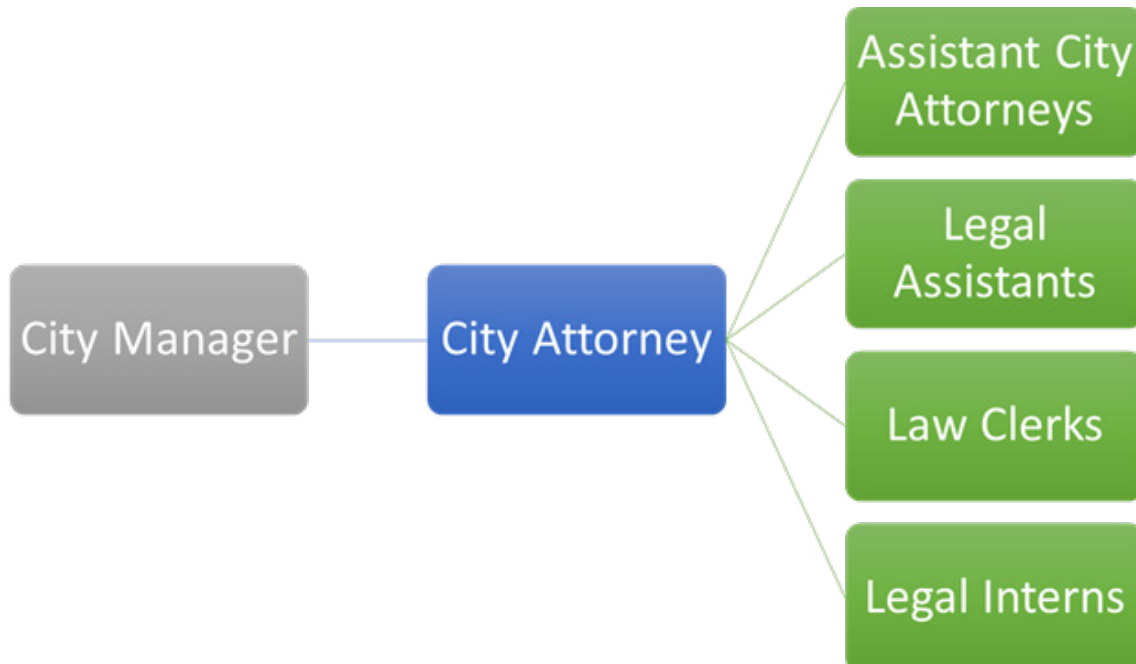 City Manager
City Attorney
Assistant City
Attorneys
Legal
Assistants
Law Clerks
Legal Interns